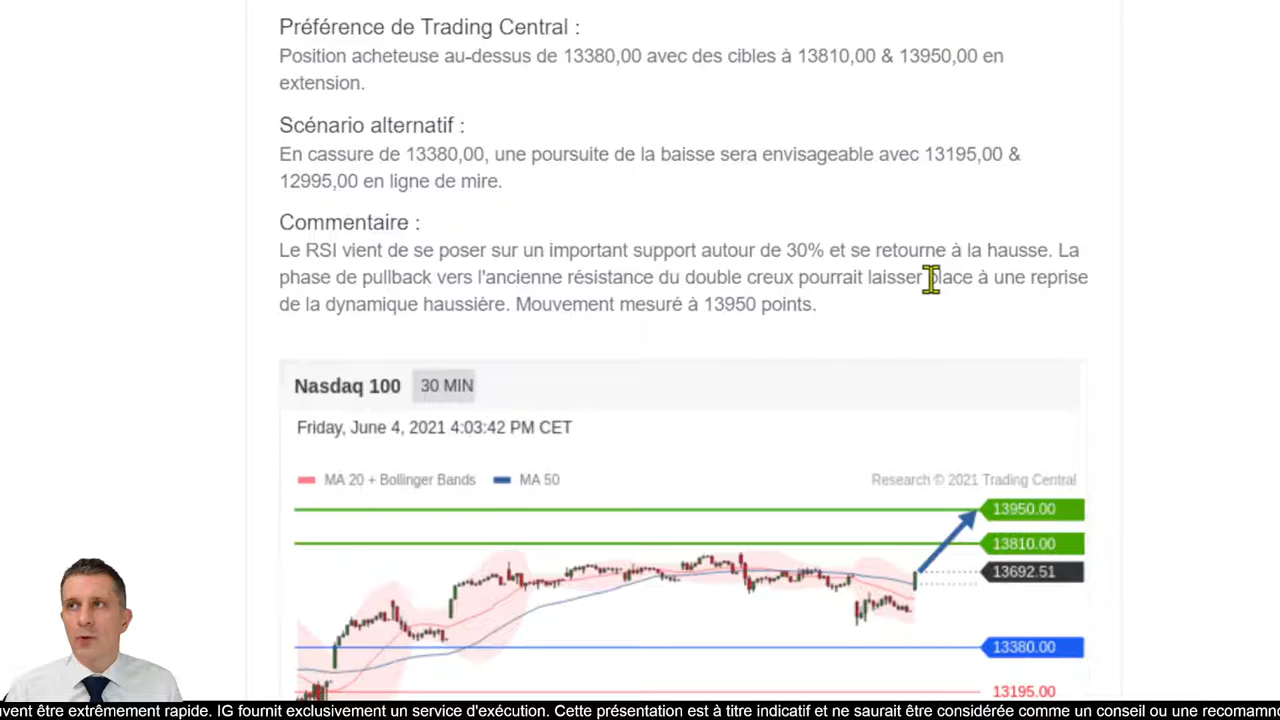 Préférence de Trading Central :
Position acheteuse au-dessus de 13380,00 avec des cibles à 13810,00 & 13950,00 en
extension.
Scénario alternatif :
En cassure de 13380,00, une poursuite de la baisse sera envisageable avec 13195,00 &
12995,00 en ligne de mire.
Commentaire :
Le RSI vient de se poser sur un important support autour de 30% et se retourne à la hausse. La
phase de pullback vers l'ancienne résistance du double creux pourrait laisser place à une reprise
de la dynamique haussière. Mouvement mesuré à 13950 points.
Nasdaq 100 30 MIN
Friday, June 4, 2021 4:03:42 PM CET
MA 20 + Bollinger Bands MA 50 Research © 2021 Trading Central
13950.00
13810.00
13692.51
13380.00
13195.00
uvent être extrêmement rapide. IG fournit exclusivement un service d'exécution. Cette présentation est à titre indicatif et ne saurait être considérée comme un conseil ou une recomamn